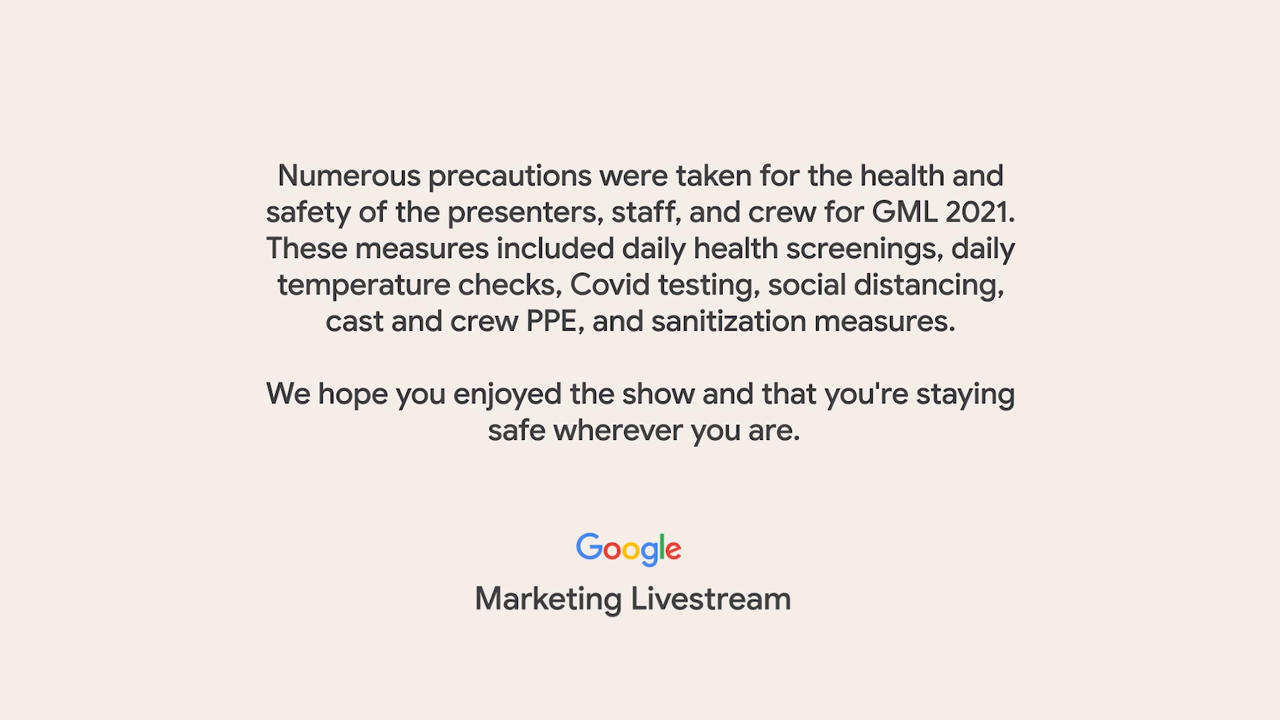 Numerous precautions were taken for the health and
safety of the presenters, staff, and crew for GML 2021.
These measures included daily health screenings, daily
temperature checks, Covid testing, social distancing,
cast and crew PPE, and sanitization measures.
We hope you enjoyed the show and that you're staying
safe wherever you are.
Google
Marketing Livestream